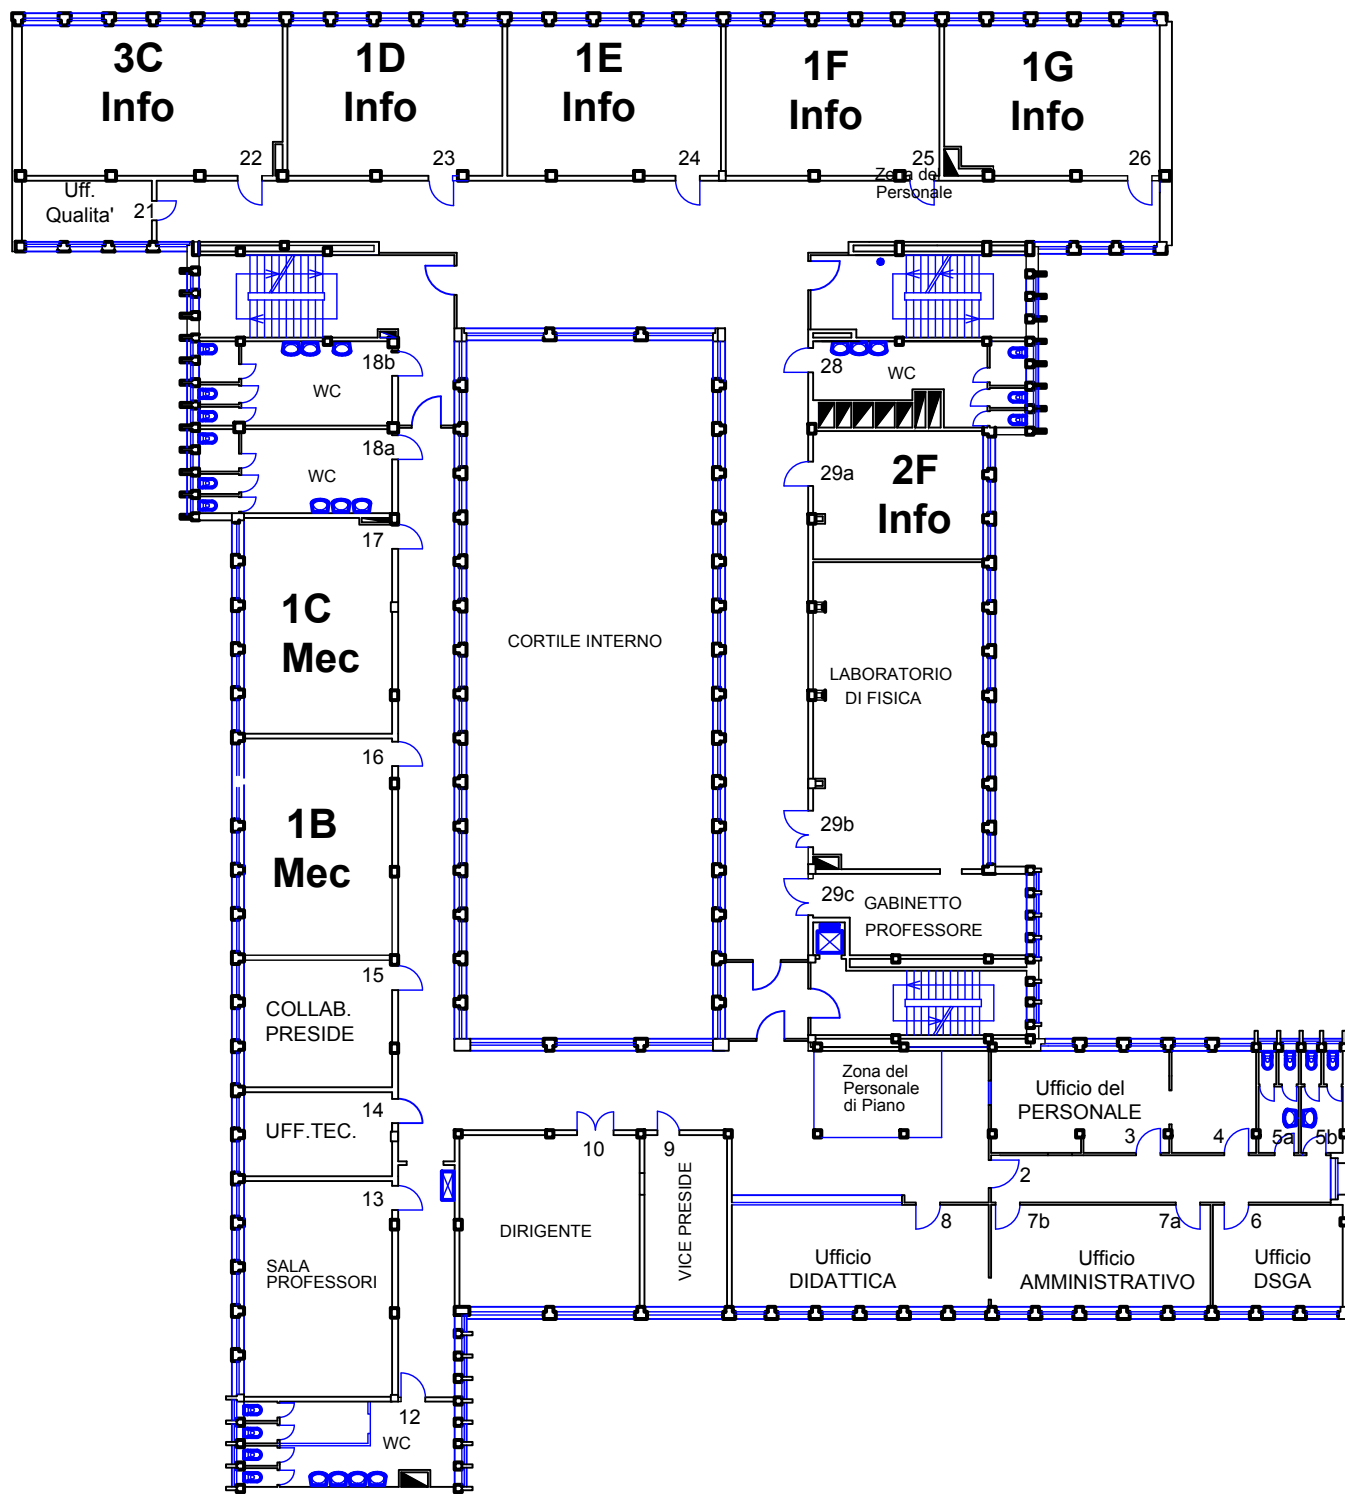 3C
Info
1D
Info
1E
Info
1F
Info
1G
Info
22
23
24
25
26
Zona del
Personale
Uff.
Qualita'
21
18b
WC
28
WC
18a
WC
29a
2F
Info
17
1C
Mec
CORTILE INTERNO
LABORATORIO
DI FISICA
16
1B
Mec
29b
29c
GABINETTO
PROFESSORE
15
COLLAB.
PRESIDE
14
UFF.TEC.
Zona del
Personale
di Piano
Ufficio del
PERSONALE
3
4
5a
5b
10
9
2
13
SALA
PROFESSORI
DIRIGENTE
VICE PRESIDE
8
7b
7a
6
Ufficio
DIDATTICA
Ufficio
AMMINISTRATIVO
Ufficio
DSGA
12
WC